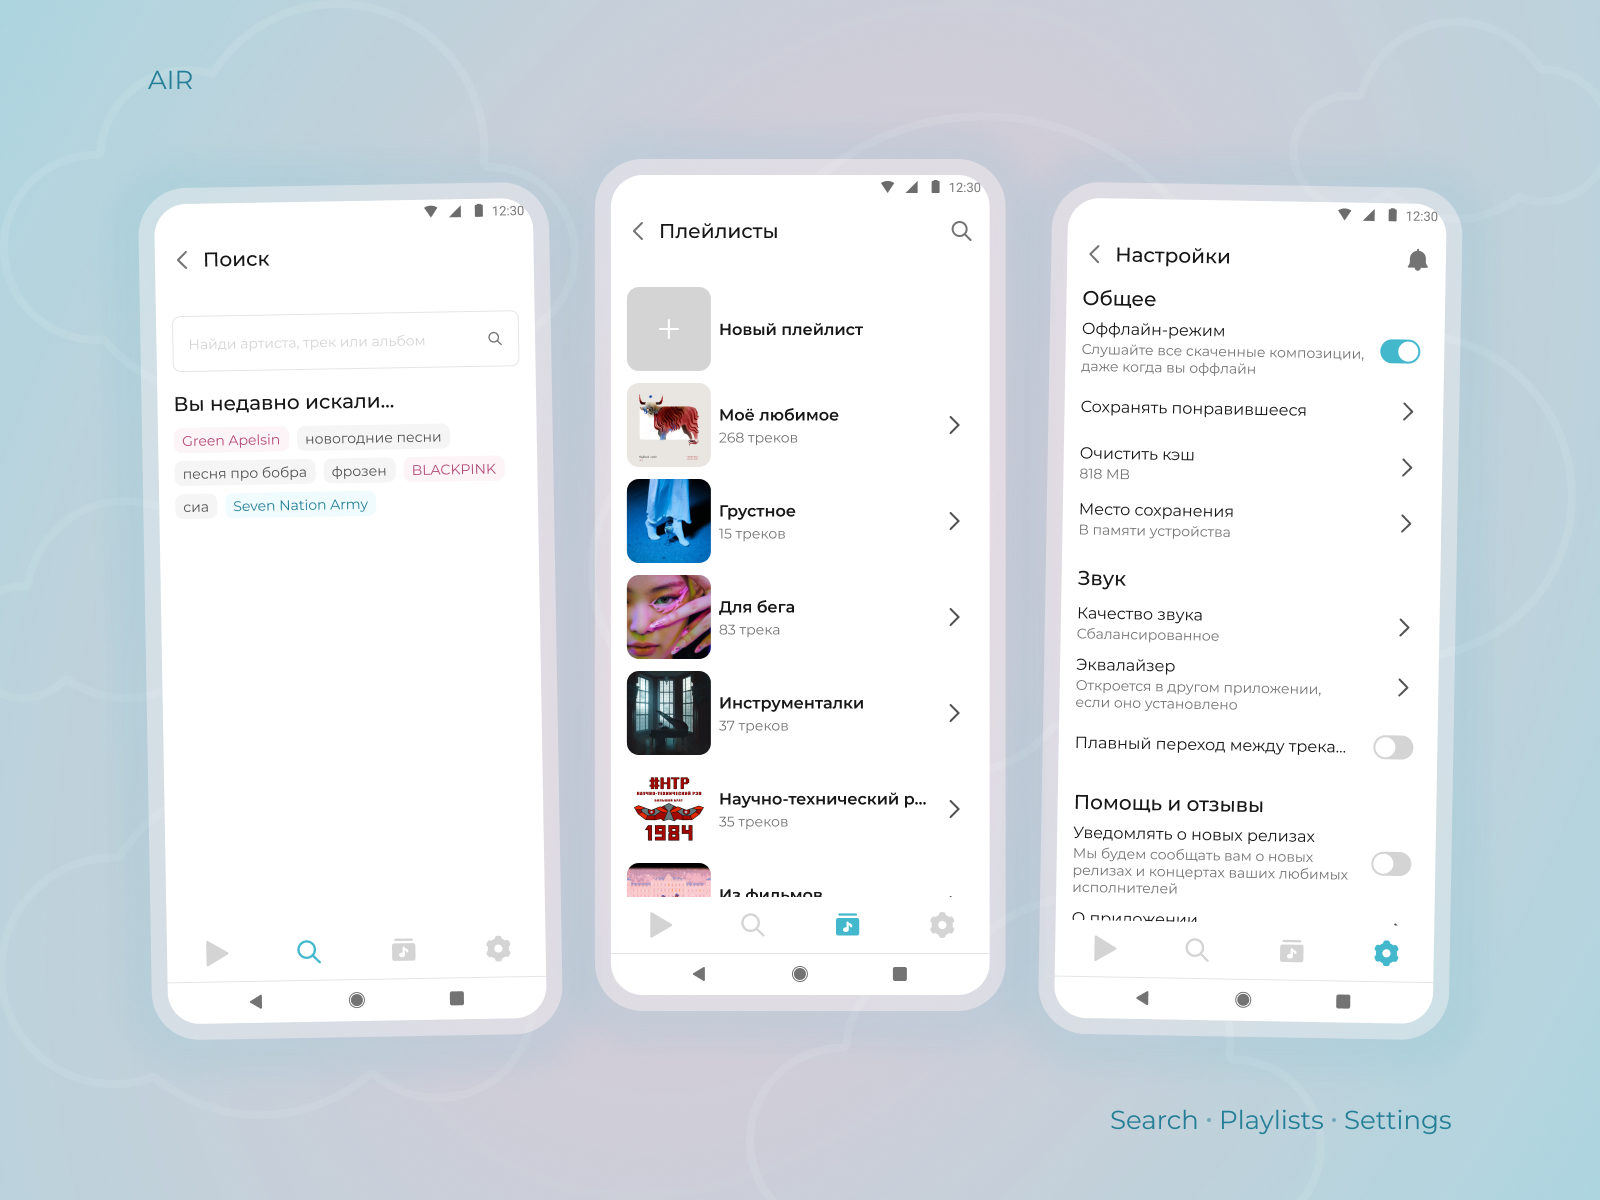 AIR
12:30
Поиск
Найди артиста, трек или альбом
Вы недавно искали...
Green Apelsin
новогодние песни
песня про бобра
фрозен
BLACKPINK
сиа
Seven Nation Army
12:30
Плейлисты
Новый плейлист
Моё любимое
268 треков
Грустное
15 треков
Для бега
83 трека
Инструменталки
37 треков
#НТР
НАУЧНО-ТЕХНИЧЕСКИЙ РЭП
БОЛЬШОЙ БРАТ
1984
Научно-технический р...
35 треков
Из фильмов
12:30
Настройки
Общее
Оффлайн-режим
Слушайте все скаченные композиции,
даже когда вы оффлайн
Сохранять понравившееся
Очистить кэш
818 MB
Место сохранения
В памяти устройства
Звук
Качество звука
Сбалансированное
Эквалайзер
Откроется в другом приложении,
если оно установлено
Плавный переход между трека...
Помощь и отзывы
Уведомлять о новых релизах
Мы будем сообщать вам о новых
релизах и концертах ваших любимых
исполнителей
О приложении
Search • Playlists • Settings